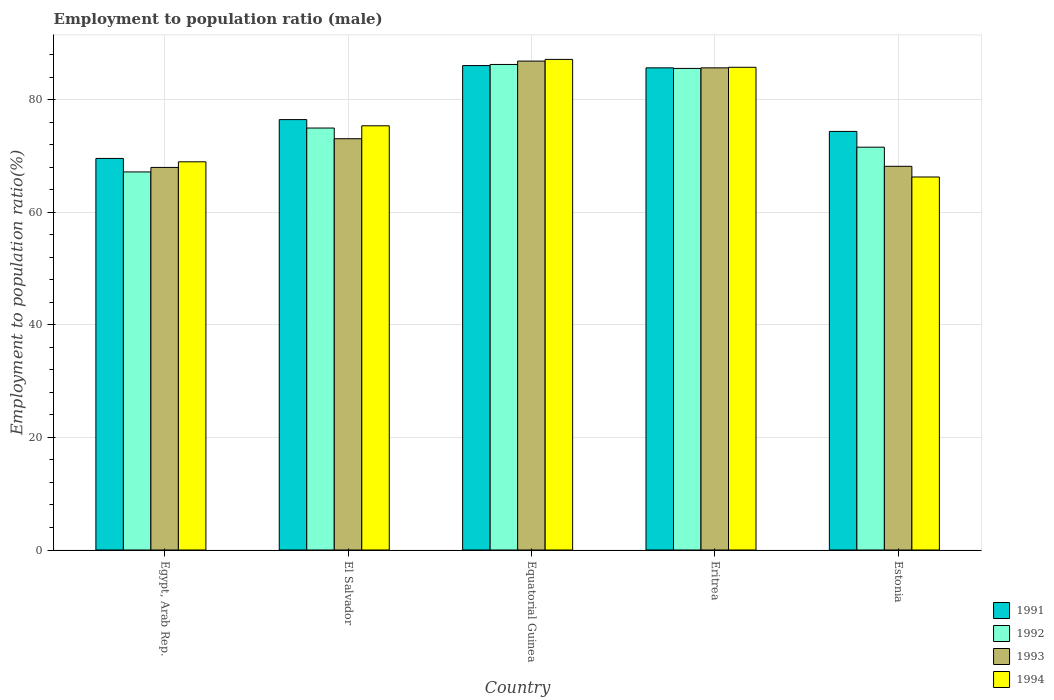 Employment to population ratio (male)
Employment to population ratio(%)
80
60
40
20
0
Egypt, Arab Rep.
El Salvador
Equatorial Guinea
Eritrea
Estonia
Country
1991
1992
1993
1994